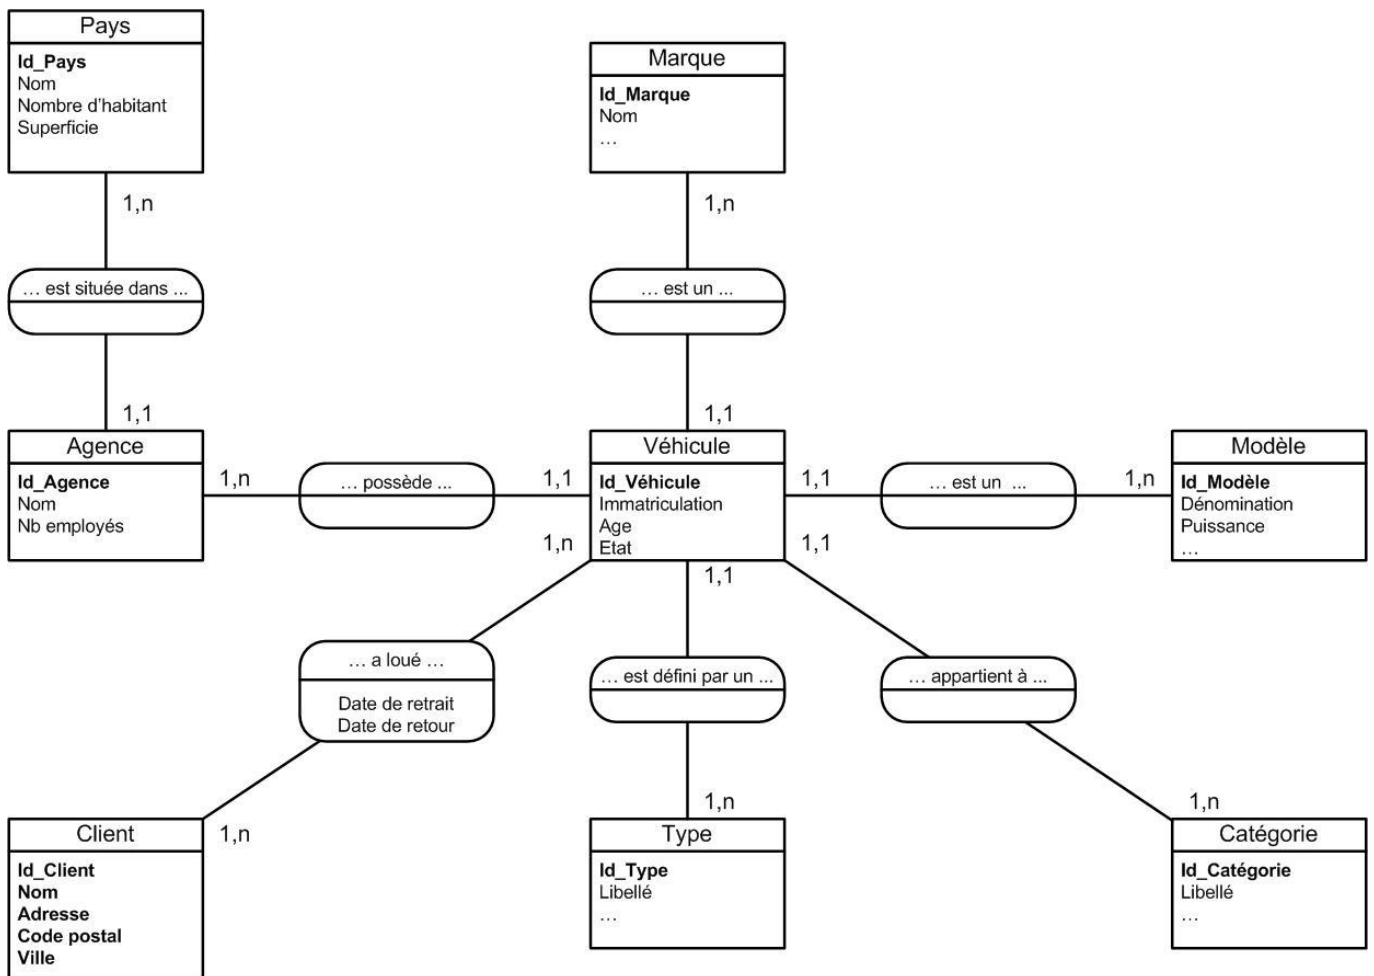 Pays
Id_Pays
Nom
Nombre d'habitant
Superficie
Marque
Id_Marque
Nom
…
1,n
1,n
… est située dans ...
… est un ...
1,1
1,1
Agence
Id_Agence
Nom
Nb employés
1,n
… possède ...
1,1
Véhicule
Id_Véhicule
Immatriculation
Age
Etat
1,1
… est un ...
1,n
Modèle
Id_Modèle
Dénomination
Puissance
…
1,n
1,1
1,1
… a loué …
Date de retrait
Date de retour
… est défini par un ...
… appartient à ...
1,n
1,n
1,n
Client
Id_Client
Nom
Adresse
Code postal
Ville
Type
Id_Type
Libellé
…
Catégorie
Id_Catégorie
Libellé
…